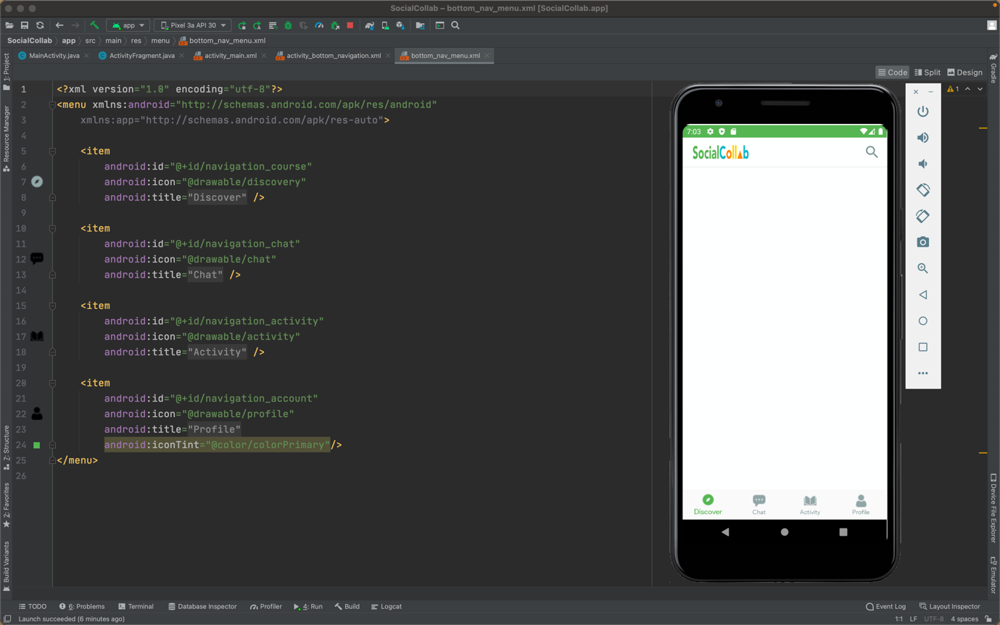 SocialCollab – bottom_nav_menu.xml [SocialCollab.app]
app
Pixel 3a API 30
SocialCollab
app
src
main
res
menu
bottom_nav_menu.xml
MainActivity.java
ActivityFragment.java
activity_main.xml
activity_bottom_navigation.xml
bottom_nav_menu.xml
Code
Split
Design
1: Project
Resource Manager
7: Structure
2: Favorites
Build Variants
1 <?xml version="1.0" encoding="utf-8"?>
2 <menu xmlns:android="http://schemas.android.com/apk/res/android"
3 xmlns:app="http://schemas.android.com/apk/res-auto">
4
5 <item
6 android:id="@+id/navigation_course"
7 android:icon="@drawable/discovery"
8 android:title="Discover" />
9
10 <item
11 android:id="@+id/navigation_chat"
12 android:icon="@drawable/chat"
13 android:title="Chat" />
14
15 <item
16 android:id="@+id/navigation_activity"
17 android:icon="@drawable/activity"
18 android:title="Activity" />
19
20 <item
21 android:id="@+id/navigation_account"
22 android:icon="@drawable/profile"
23 android:title="Profile"
24 android:iconTint="@color/colorPrimary"/>
25 </menu>
26
1
7:03
SocialCollab
Discover
Chat
Activity
Profile
Gradle
Device File Explorer
Emulator
TODO
6: Problems
Terminal
Database Inspector
Profiler
4: Run
Build
Logcat
Event Log
Layout Inspector
Launch succeeded (6 minutes ago)
1:1
LF
UTF-8
4 spaces